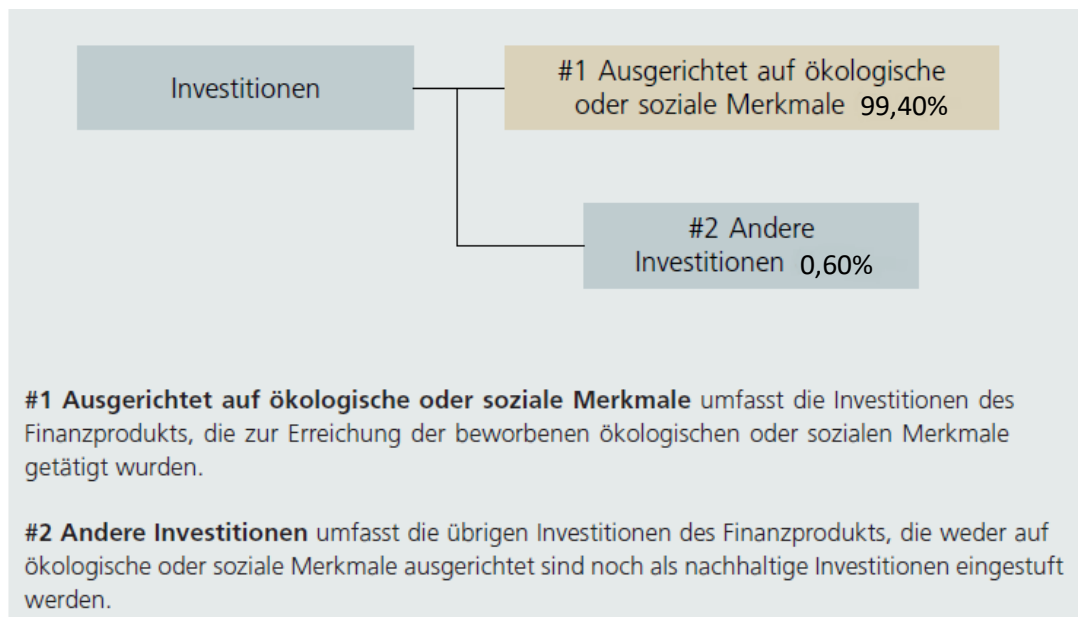 Investitionen
#1 Ausgerichtet auf ökologische
oder soziale Merkmale 99,40%
#2 Andere
Investitionen 0,60%
#1 Ausgerichtet auf ökologische oder soziale Merkmale umfasst die Investitionen des
Finanzprodukts, die zur Erreichung der beworbenen ökologischen oder sozialen Merkmale
getätigt wurden.
#2 Andere Investitionen umfasst die übrigen Investitionen des Finanzprodukts, die weder auf
ökologische oder soziale Merkmale ausgerichtet sind noch als nachhaltige Investitionen eingestuft
werden.